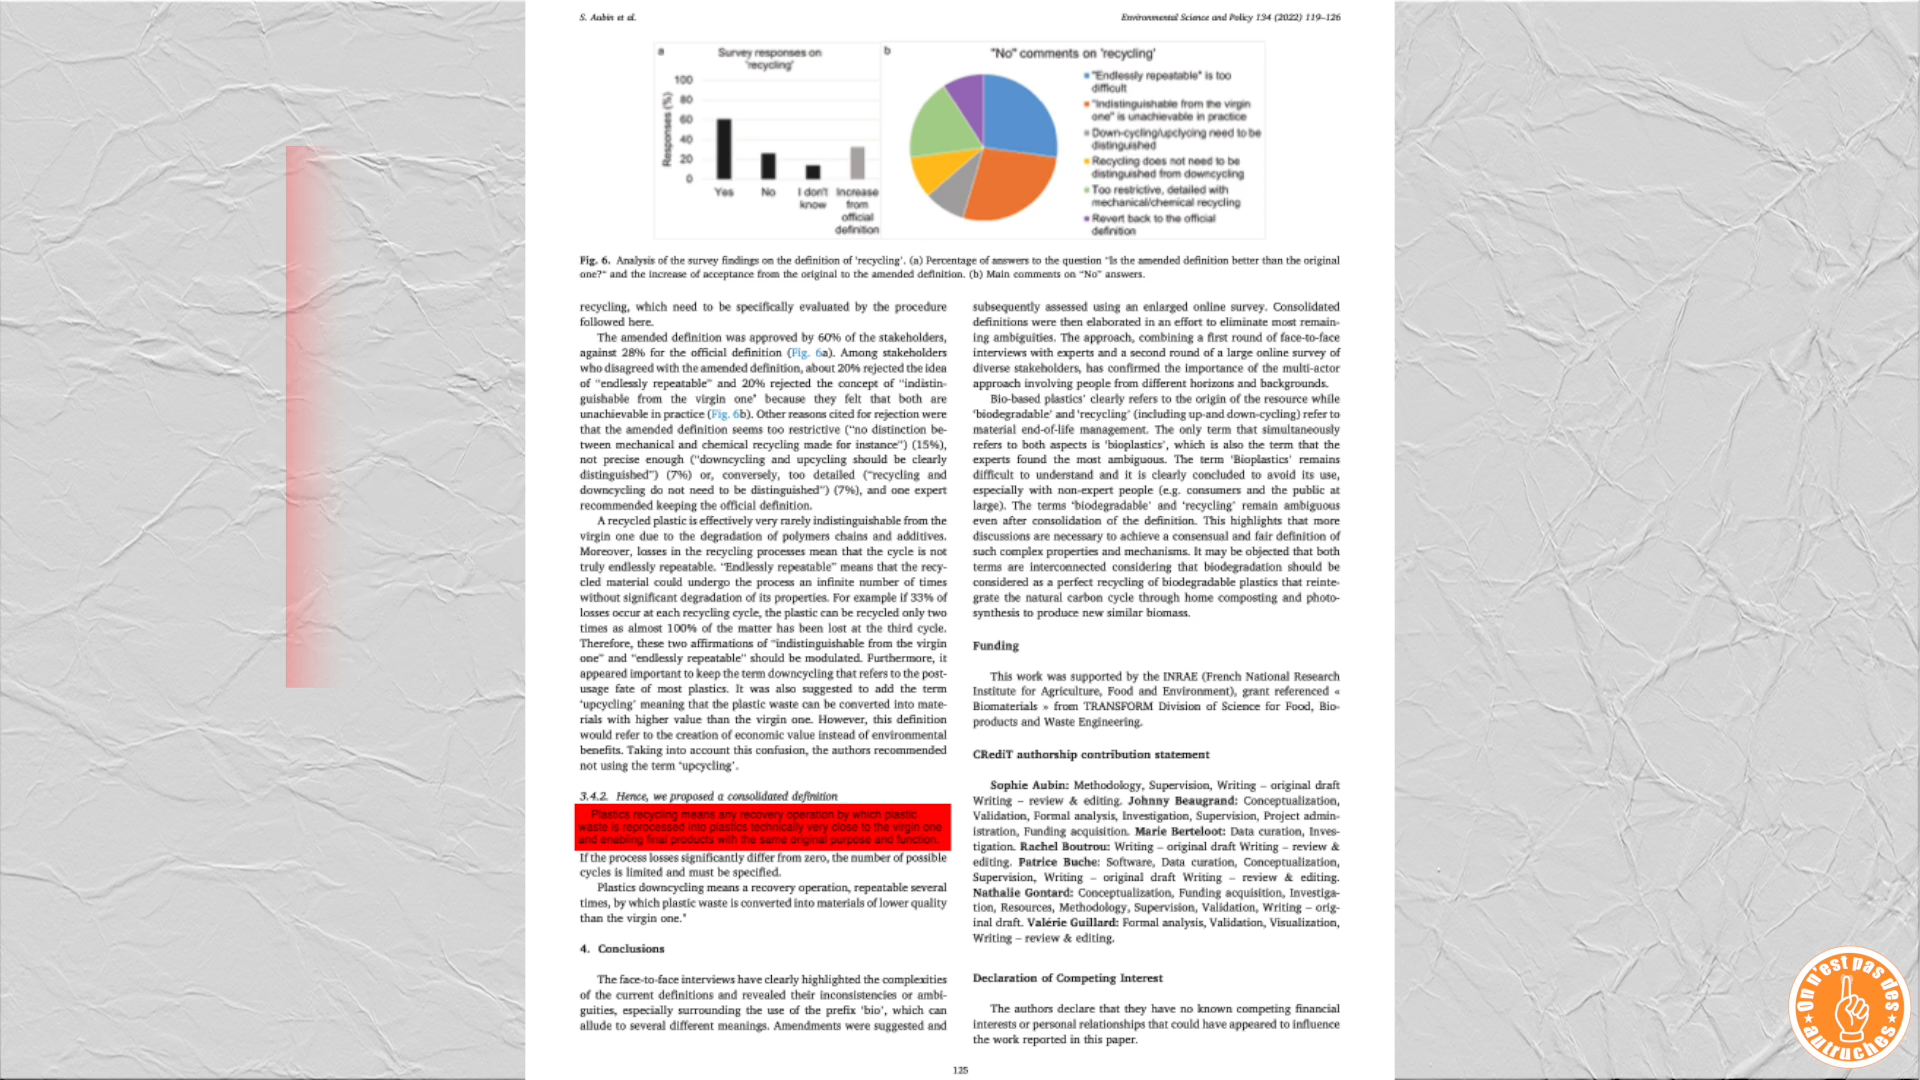 S. Aubin et al.
Environmental Science and Policy 134 (2022) 119–126
a
Survey responses on
'recycling'
Responses (%)
100
80
60
40
20
0
Yes
No
I don't
know
Increase
from
official
definition
b
"No" comments on 'recycling'
"Endlessly repeatable" is too
difficult
"Indistinguishable from the virgin
one" is unachievable in practice
Down-cycling/uplcycing need to be
distinguished
Recycling does not need to be
distinguished from downcycling
Too restrictive, detailed with
mechanical/chemical recycling
Revert back to the official
definition
Fig. 6. Analysis of the survey findings on the definition of 'recycling'. (a) Percentage of answers to the question "Is the amended definition better than the original
one?" and the increase of acceptance from the original to the amended definition. (b) Main comments on "No" answers.
recycling, which need to be specifically evaluated by the procedure
followed here.
The amended definition was approved by 60% of the stakeholders,
against 28% for the official definition (Fig. 6a). Among stakeholders
who disagreed with the amended definition, about 20% rejected the idea
of "endlessly repeatable" and 20% rejected the concept of "indistin-
guishable from the virgin one" because they felt that both are
unachievable in practice (Fig. 6b). Other reasons cited for rejection were
that the amended definition seems too restrictive ("no distinction be-
tween mechanical and chemical recycling made for instance") (15%),
not precise enough ("downcycling and upcycling should be clearly
distinguished") (7%) or, conversely, too detailed ("recycling and
downcycling do not need to be distinguished") (7%), and one expert
recommended keeping the official definition.
A recycled plastic is effectively very rarely indistinguishable from the
virgin one due to the degradation of polymers chains and additives.
Moreover, losses in the recycling processes mean that the cycle is not
truly endlessly repeatable. "Endlessly repeatable" means that the recy-
cled material could undergo the process an infinite number of times
without significant degradation of its properties. For example if 33% of
losses occur at each recycling cycle, the plastic can be recycled only two
times as almost 100% of the matter has been lost at the third cycle.
Therefore, these two affirmations of "indistinguishable from the virgin
one" and "endlessly repeatable" should be modulated. Furthermore, it
appeared important to keep the term downcycling that refers to the post-
usage fate of most plastics. It was also suggested to add the term
'upcycling' meaning that the plastic waste can be converted into mate-
rials with higher value than the virgin one. However, this definition
would refer to the creation of economic value instead of environmental
benefits. Taking into account this confusion, the authors recommended
not using the term 'upcycling'.
3.4.2. Hence, we proposed a consolidated definition
Plastics recycling means any recovery operation by which plastic
waste is reprocessed into plastics technically very close to the virgin one
and enabling final products with the same original purpose and function.
If the process losses significantly differ from zero, the number of possible
cycles is limited and must be specified.
Plastics downcycling means a recovery operation, repeatable several
times, by which plastic waste is converted into materials of lower quality
than the virgin one."
4. Conclusions
The face-to-face interviews have clearly highlighted the complexities
of the current definitions and revealed their inconsistencies or ambi-
guities, especially surrounding the use of the prefix 'bio', which can
allude to several different meanings. Amendments were suggested and
subsequently assessed using an enlarged online survey. Consolidated
definitions were then elaborated in an effort to eliminate most remain-
ing ambiguities. The approach, combining a first round of face-to-face
interviews with experts and a second round of a large online survey of
diverse stakeholders, has confirmed the importance of the multi-actor
approach involving people from different horizons and backgrounds.
Bio-based plastics' clearly refers to the origin of the resource while
'biodegradable' and 'recycling' (including up-and down-cycling) refer to
material end-of-life management. The only term that simultaneously
refers to both aspects is 'bioplastics', which is also the term that the
experts found the most ambiguous. The term 'Bioplastics' remains
difficult to understand and it is clearly concluded to avoid its use,
especially with non-expert people (e.g. consumers and the public at
large). The terms 'biodegradable' and 'recycling' remain ambiguous
even after consolidation of the definition. This highlights that more
discussions are necessary to achieve a consensual and fair definition of
such complex properties and mechanisms. It may be objected that both
terms are interconnected considering that biodegradation should be
considered as a perfect recycling of biodegradable plastics that reinte-
grate the natural carbon cycle through home composting and photo-
synthesis to produce new similar biomass.
Funding
This work was supported by the INRAE (French National Research
Institute for Agriculture, Food and Environment), grant referenced «
Biomaterials » from TRANSFORM Division of Science for Food, Bio-
products and Waste Engineering.
CRediT authorship contribution statement
Sophie Aubin: Methodology, Supervision, Writing – original draft
Writing – review & editing. Johnny Beaugrand: Conceptualization,
Validation, Formal analysis, Investigation, Supervision, Project admin-
istration, Funding acquisition. Marie Berteloot: Data curation, Inves-
tigation. Rachel Boutrou: Writing – original draft Writing – review &
editing. Patrice Buche: Software, Data curation, Conceptualization,
Supervision, Writing – original draft Writing – review & editing.
Nathalie Gontard: Conceptualization, Funding acquisition, Investiga-
tion, Resources, Methodology, Supervision, Validation, Writing – orig-
inal draft. Valérie Guillard: Formal analysis, Validation, Visualization,
Writing – review & editing.
Declaration of Competing Interest
The authors declare that they have no known competing financial
interests or personal relationships that could have appeared to influence
the work reported in this paper.
125
On n'est pas des
autruches